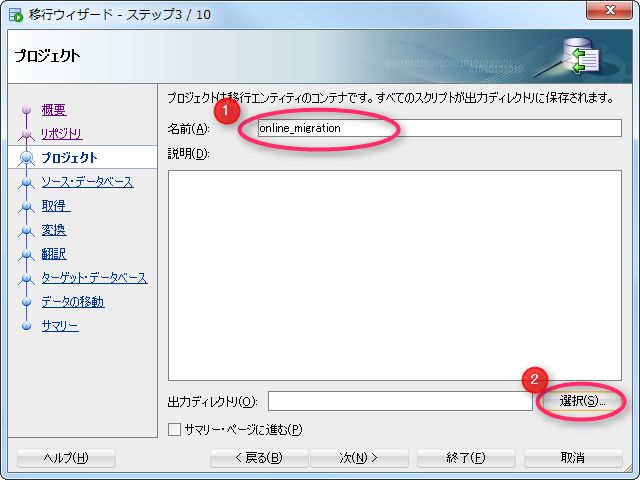 移行ウィザード - ステップ3 / 10
プロジェクト
0101010101010101010101010101
01010101010
概要
リポジトリ
プロジェクト
ソース・データベース
取得
変換
翻訳
ターゲット・データベース
データの移動
サマリー
プロジェクトは移行エンティティのコンテナです。すべてのスクリプトが出力ディレクトリに保存されます。
1
名前(A): online_migration
説明(D):
2
出力ディレクトリ(O): 選択(S)...
サマリー・ページに進む(P)
ヘルプ(H) < 戻る(B) 次(N) > 終了(F) 取消